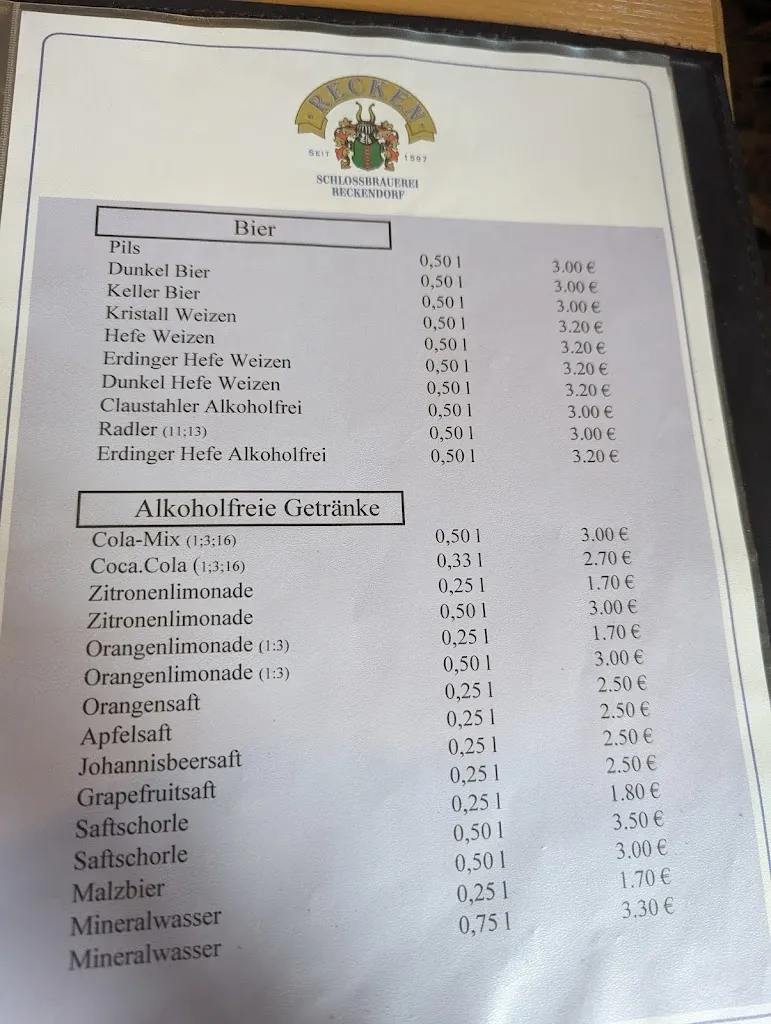 RECKEN
SEIT 1597
SCHLOSSBRAUEREI
RECKENDORF
Bier
Pils 0,50 l 3.00 €
Dunkel Bier 0,50 l 3.00 €
Keller Bier 0,50 l 3.00 €
Kristall Weizen 0,50 l 3.20 €
Hefe Weizen 0,50 l 3.20 €
Erdinger Hefe Weizen 0,50 l 3.20 €
Dunkel Hefe Weizen 0,50 l 3.20 €
Claustahler Alkoholfrei 0,50 l 3.00 €
Radler (11;13) 0,50 l 3.00 €
Erdinger Hefe Alkoholfrei 0,50 l 3.20 €
Alkoholfreie Getränke
Cola-Mix (1;3;16) 0,50 l 3.00 €
Coca.Cola (1;3;16) 0,33 l 2.70 €
Zitronenlimonade 0,25 l 1.70 €
Zitronenlimonade 0,50 l 3.00 €
Orangenlimonade (1:3) 0,25 l 1.70 €
Orangenlimonade (1:3) 0,50 l 3.00 €
Orangensaft 0,25 l 2.50 €
Apfelsaft 0,25 l 2.50 €
Johannisbeersaft 0,25 l 2.50 €
Grapefruitsaft 0,25 l 2.50 €
Saftschorle 0,25 l 1.80 €
Saftschorle 0,50 l 3.50 €
Malzbier 0,50 l 3.00 €
Mineralwasser 0,25 l 1.70 €
Mineralwasser 0,75 l 3.30 €